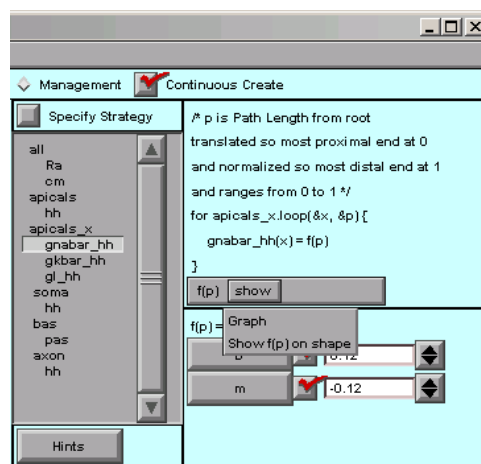 Management Continuous Create
Specify Strategy
all
Ra
cm
apicals
hh
apicals_x
gnabar_hh
gkbar_hh
gl_hh
soma
hh
bas
pas
axon
hh
Hints
/* p is Path Length from root
translated so most proximal end at 0
and normalized so most distal end at 1
and ranges from 0 to 1 */
for apicals_x.loop(&x, &p) {
gnabar_hh(x) = f(p)
}
f(p) show
Graph
Show f(p) on shape
f(p) =
b 0.12
m -0.12